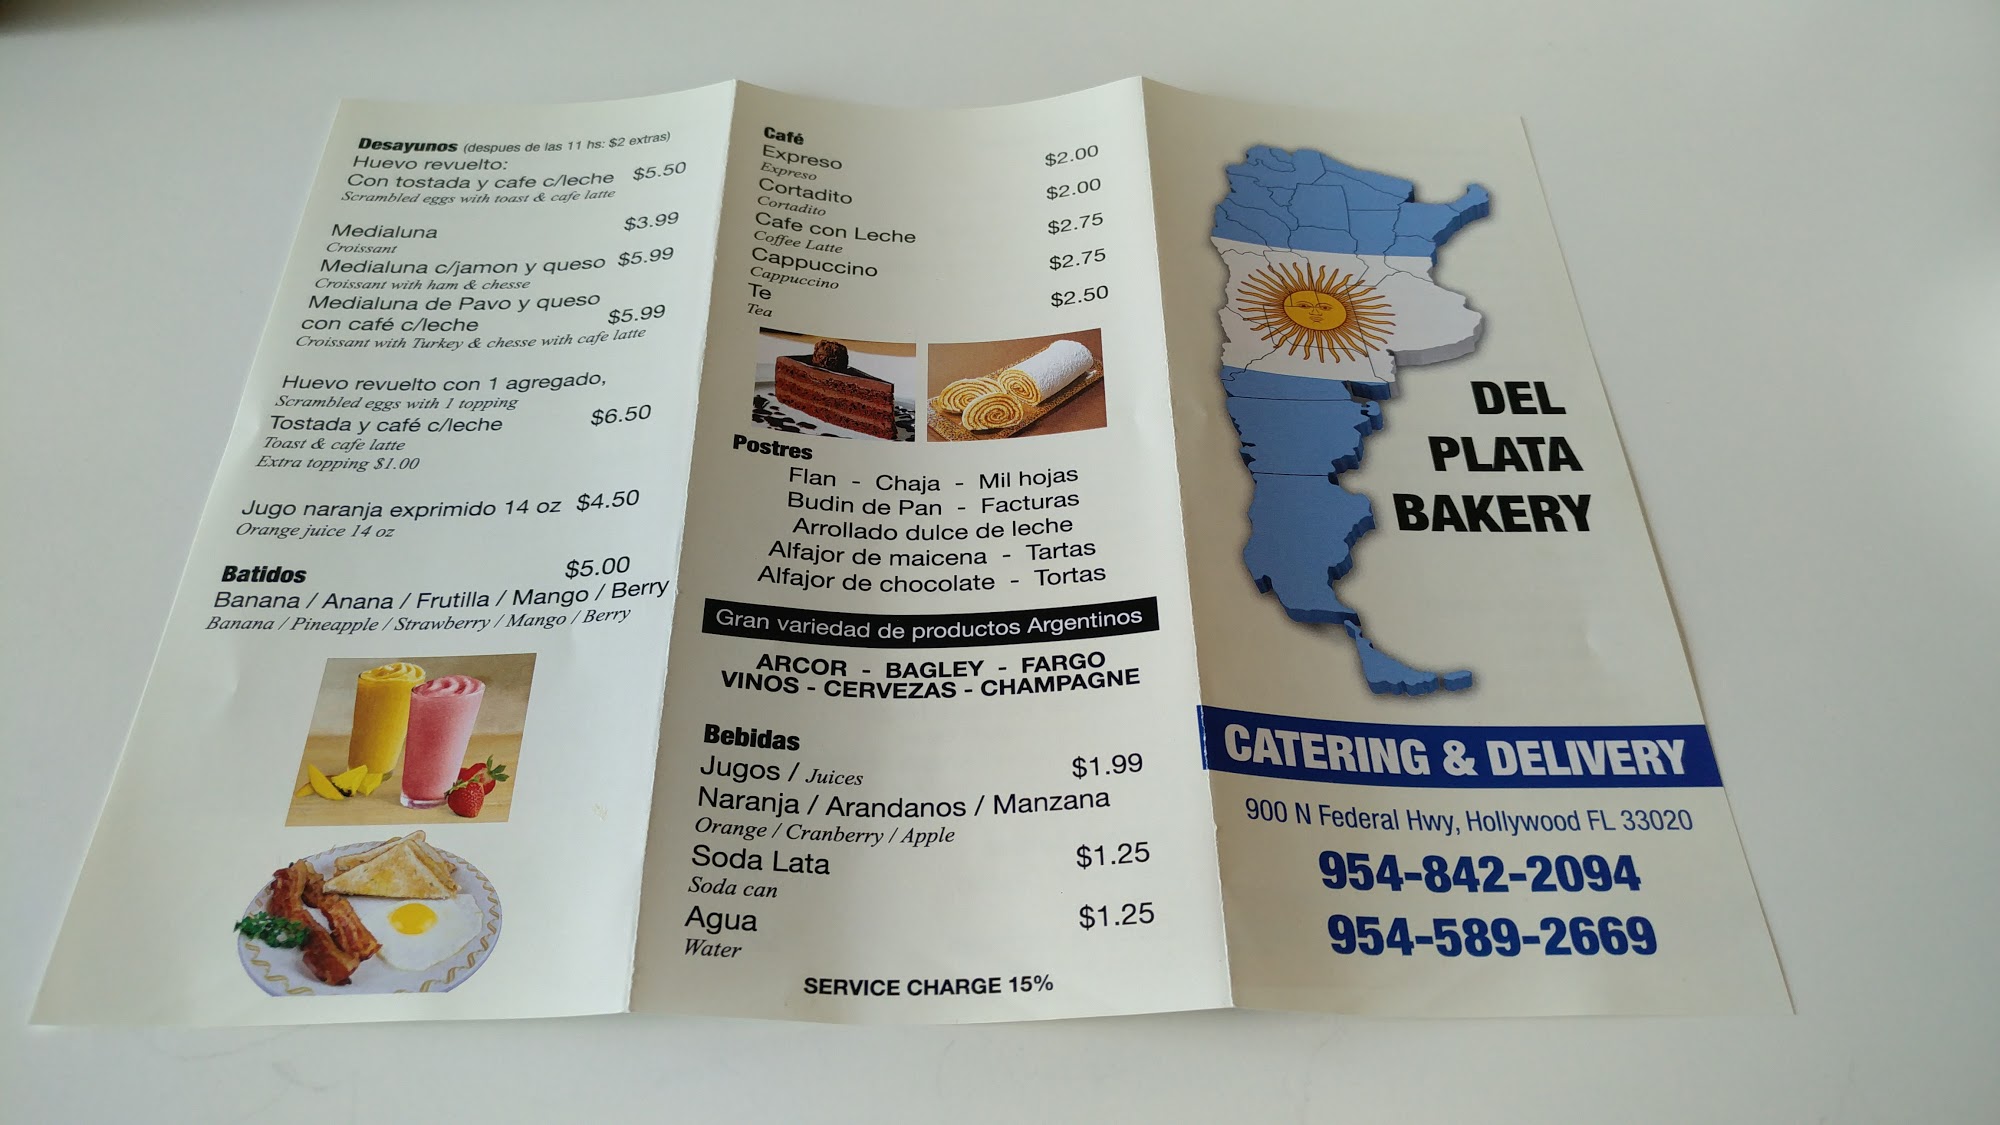 Desayunos (despues de las 11 hs: $2 extras)
Huevo revuelto:
Con tostada y cafe c/leche $5.50
Scrambled eggs with toast & cafe latte
Medialuna $3.99
Croissant
Medialuna c/jamon y queso $5.99
Croissant with ham & chesse
Medialuna de Pavo y queso
con café c/leche $5.99
Croissant with Turkey & chesse with cafe latte
Huevo revuelto con 1 agregado,
Scrambled eggs with 1 topping
Tostada y café c/leche $6.50
Toast & cafe latte
Extra topping $1.00
Jugo naranja exprimido 14 oz $4.50
Orange juice 14 oz
Batidos $5.00
Banana / Anana / Frutilla / Mango / Berry
Banana / Pineapple / Strawberry / Mango / Berry
Café
Expreso $2.00
Expreso
Cortadito $2.00
Cortadito
Cafe con Leche $2.75
Coffee Latte
Cappuccino $2.75
Cappuccino
Te $2.50
Tea
Postres
Flan - Chaja - Mil hojas
Budin de Pan - Facturas
Arrollado dulce de leche
Alfajor de maicena - Tartas
Alfajor de chocolate - Tortas
Gran variedad de productos Argentinos
ARCOR - BAGLEY - FARGO
VINOS - CERVEZAS - CHAMPAGNE
Bebidas
Jugos / Juices $1.99
Naranja / Arandanos / Manzana
Orange / Cranberry / Apple
Soda Lata $1.25
Soda can
Agua $1.25
Water
SERVICE CHARGE 15%
DEL
PLATA
BAKERY
CATERING & DELIVERY
900 N Federal Hwy, Hollywood FL 33020
954-842-2094
954-589-2669